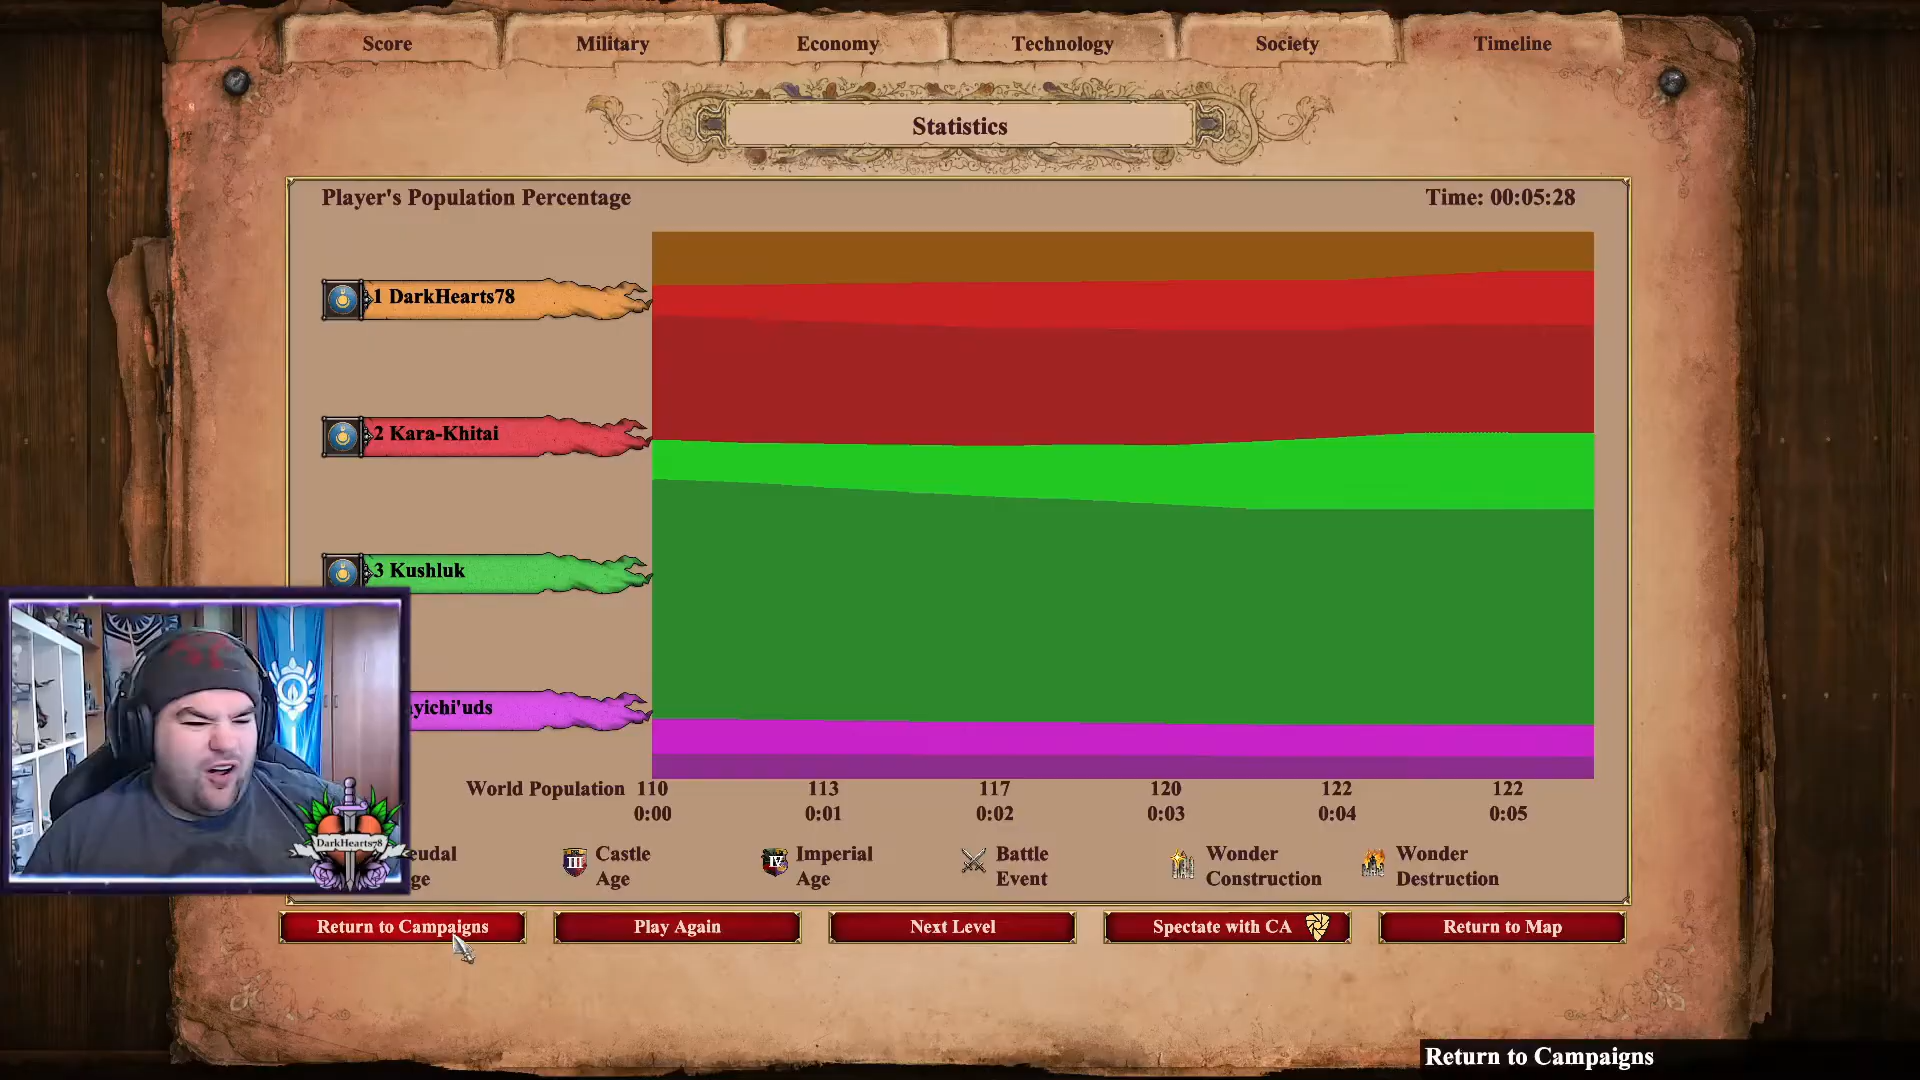 Score
Military
Economy
Technology
Society
Timeline
Statistics
Player's Population Percentage
Time: 00:05:28
1 DarkHearts78
2 Kara-Khitai
3 Kushluk
yichi'uds
World Population
110
113
117
120
122
122
0:00
0:01
0:02
0:03
0:04
0:05
DarkHearts78
eudal
ge
III
Castle
Age
IV
Imperial
Age
Battle
Event
Wonder
Construction
Wonder
Destruction
Return to Campaigns
Play Again
Next Level
Spectate with CA
Return to Map
Return to Campaigns